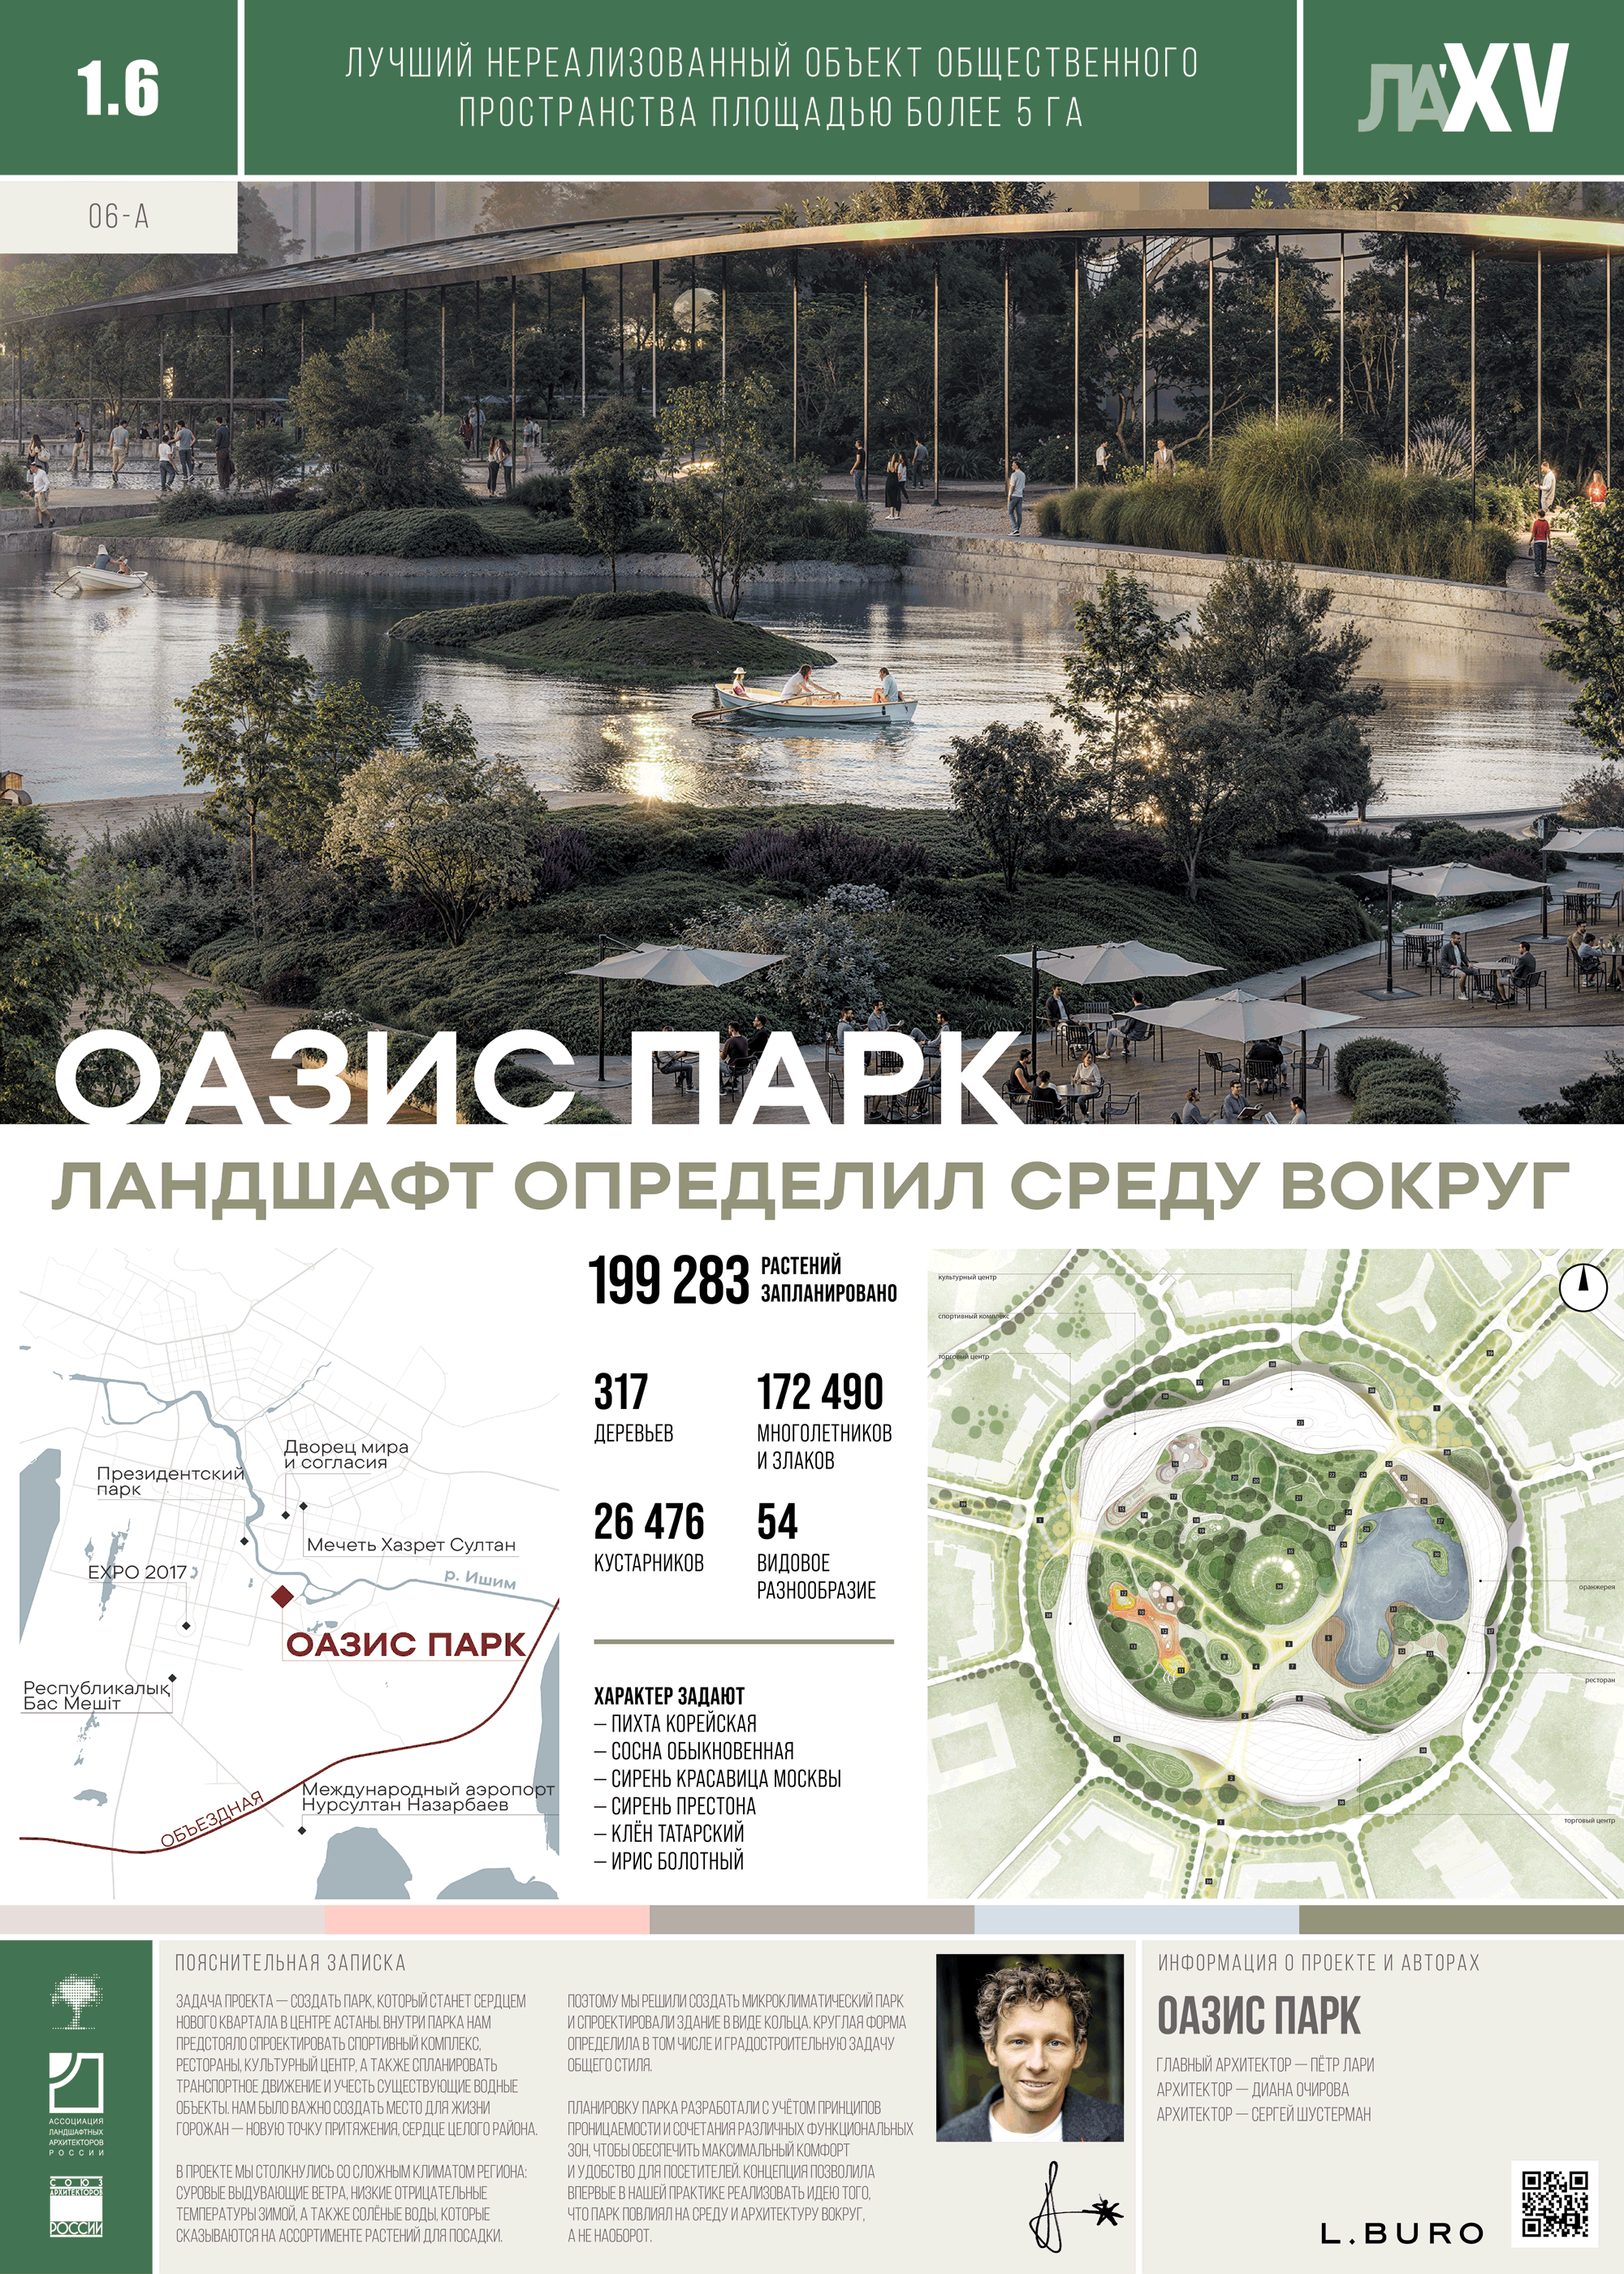 1.6
ЛУЧШИЙ НЕРЕАЛИЗОВАННЫЙ ОБЪЕКТ ОБЩЕСТВЕННОГО
ПРОСТРАНСТВА ПЛОЩАДЬЮ БОЛЕЕ 5 ГА
ЛА'XV
06-А
ОАЗИС ПАРК
ЛАНДШАФТ ОПРЕДЕЛИЛ СРЕДУ ВОКРУГ
Дворец мира
и согласия
Президентский
парк
Мечеть Хазрет Султан
EXPO 2017
р. Ишим
ОАЗИС ПАРК
Республикалық
Бас Мешіт
Международный аэропорт
Нурсултан Назарбаев
ОБЪЕЗДНАЯ
199 283 РАСТЕНИЙ
ЗАПЛАНИРОВАНО
317
ДЕРЕВЬЕВ
172 490
МНОГОЛЕТНИКОВ
И ЗЛАКОВ
26 476
КУСТАРНИКОВ
54
ВИДОВОЕ
РАЗНООБРАЗИЕ
ХАРАКТЕР ЗАДАЮТ
– ПИХТА КОРЕЙСКАЯ
– СОСНА ОБЫКНОВЕННАЯ
– СИРЕНЬ КРАСАВИЦА МОСКВЫ
– СИРЕНЬ ПРЕСТОНА
– КЛЁН ТАТАРСКИЙ
– ИРИС БОЛОТНЫЙ
культурный центр
спортивный комплекс
торговый центр
оранжерея
ресторан
торговый центр
АССОЦИАЦИЯ
ЛАНДШАФТНЫХ
АРХИТЕКТОРОВ
РОССИИ
СОЮЗ
АРХИТЕКТОРОВ
РОССИИ
ПОЯСНИТЕЛЬНАЯ ЗАПИСКА
ЗАДАЧА ПРОЕКТА — СОЗДАТЬ ПАРК, КОТОРЫЙ СТАНЕТ СЕРДЦЕМ
НОВОГО КВАРТАЛА В ЦЕНТРЕ АСТАНЫ. ВНУТРИ ПАРКА НАМ
ПРЕДСТОЯЛО СПРОЕКТИРОВАТЬ СПОРТИВНЫЙ КОМПЛЕКС,
РЕСТОРАНЫ, КУЛЬТУРНЫЙ ЦЕНТР, А ТАКЖЕ СПЛАНИРОВАТЬ
ТРАНСПОРТНОЕ ДВИЖЕНИЕ И УЧЕСТЬ СУЩЕСТВУЮЩИЕ ВОДНЫЕ
ОБЪЕКТЫ. НАМ БЫЛО ВАЖНО СОЗДАТЬ МЕСТО ДЛЯ ЖИЗНИ
ГОРОЖАН — НОВУЮ ТОЧКУ ПРИТЯЖЕНИЯ, СЕРДЦЕ ЦЕЛОГО РАЙОНА.
В ПРОЕКТЕ МЫ СТОЛКНУЛИСЬ СО СЛОЖНЫМ КЛИМАТОМ РЕГИОНА:
СУРОВЫЕ ВЫДУВАЮЩИЕ ВЕТРА, НИЗКИЕ ОТРИЦАТЕЛЬНЫЕ
ТЕМПЕРАТУРЫ ЗИМОЙ, А ТАКЖЕ СОЛЁНЫЕ ВОДЫ, КОТОРЫЕ
СКАЗЫВАЮТСЯ НА АССОРТИМЕНТЕ РАСТЕНИЙ ДЛЯ ПОСАДКИ.
ПОЭТОМУ МЫ РЕШИЛИ СОЗДАТЬ МИКРОКЛИМАТИЧЕСКИЙ ПАРК
И СПРОЕКТИРОВАЛИ ЗДАНИЕ В ВИДЕ КОЛЬЦА. КРУГЛАЯ ФОРМА
ОПРЕДЕЛИЛА В ТОМ ЧИСЛЕ И ГРАДОСТРОИТЕЛЬНУЮ ЗАДАЧУ
ОБЩЕГО СТИЛЯ.
ПЛАНИРОВКУ ПАРКА РАЗРАБОТАЛИ С УЧЁТОМ ПРИНЦИПОВ
ПРОНИЦАЕМОСТИ И СОЧЕТАНИЯ РАЗЛИЧНЫХ ФУНКЦИОНАЛЬНЫХ
ЗОН, ЧТОБЫ ОБЕСПЕЧИТЬ МАКСИМАЛЬНЫЙ КОМФОРТ
И УДОБСТВО ДЛЯ ПОСЕТИТЕЛЕЙ. КОНЦЕПЦИЯ ПОЗВОЛИЛА
ВПЕРВЫЕ В НАШЕЙ ПРАКТИКЕ РЕАЛИЗОВАТЬ ИДЕЮ ТОГО,
ЧТО ПАРК ПОВЛИЯЛ НА СРЕДУ И АРХИТЕКТУРУ ВОКРУГ,
А НЕ НАОБОРОТ.
ИНФОРМАЦИЯ О ПРОЕКТЕ И АВТОРАХ
ОАЗИС ПАРК
ГЛАВНЫЙ АРХИТЕКТОР — ПЁТР ЛАРИ
АРХИТЕКТОР — ДИАНА ОЧИРОВА
АРХИТЕКТОР — СЕРГЕЙ ШУСТЕРМАН
L.BURO